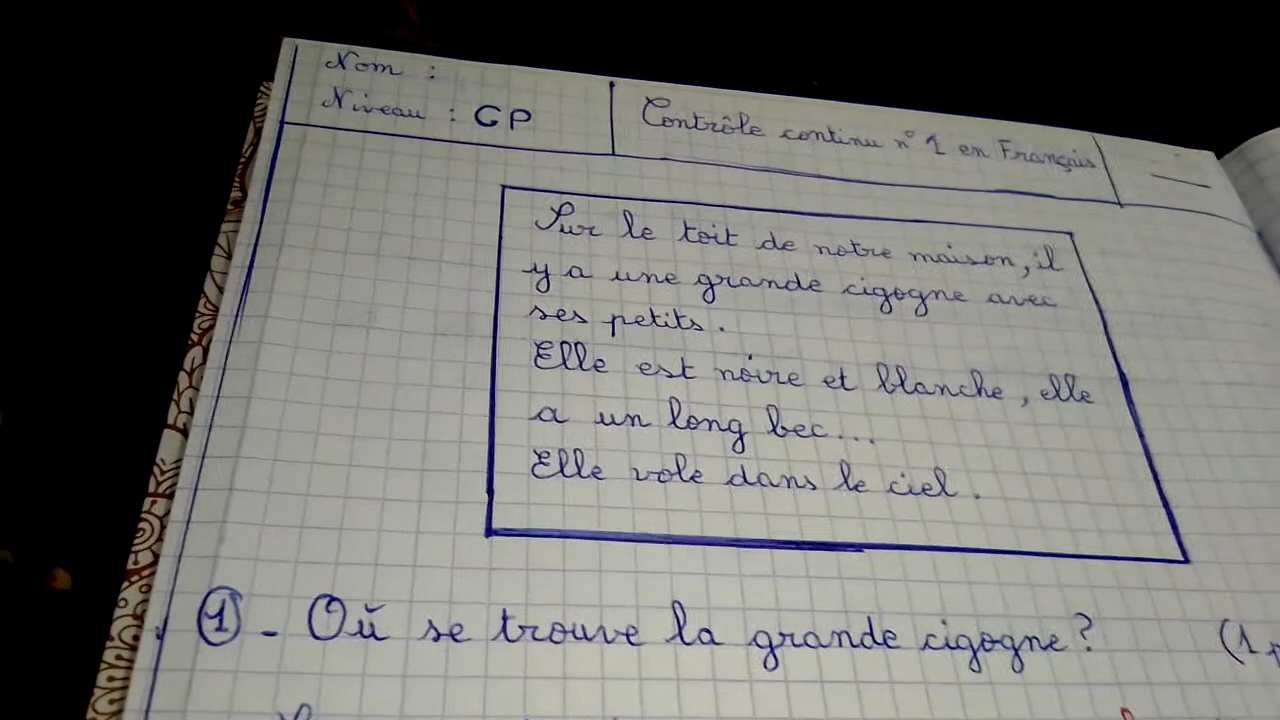 Nom :
Niveau : CP
Contrôle continu n° 1 en Français
Sur le toit de notre maison, il
y a une grande cigogne avec
ses petits.
Elle est noire et blanche, elle
a un long bec...
Elle vole dans le ciel.
1 - Où se trouve la grande cigogne? (1